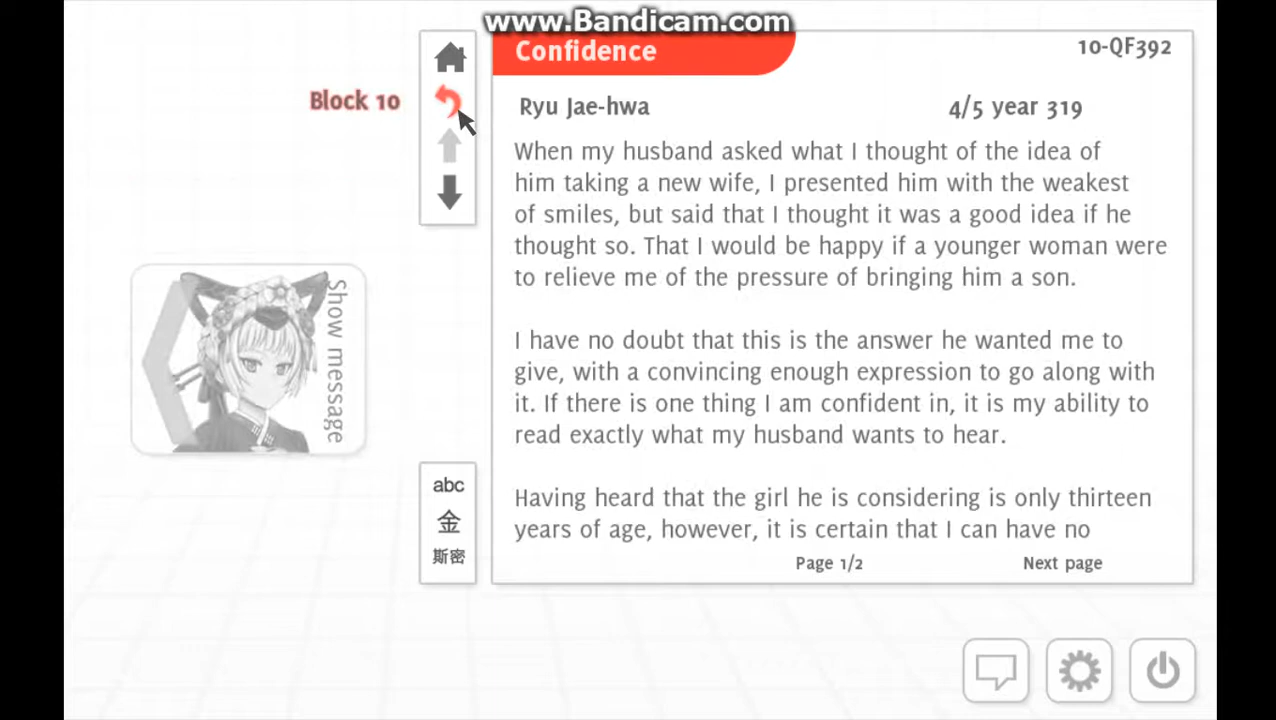 www.Bandicam.com
Confidence
10-QF392
Block 10
Ryu Jae-hwa
4/5 year 319
When my husband asked what I thought of the idea of
him taking a new wife, I presented him with the weakest
of smiles, but said that I thought it was a good idea if he
thought so. That I would be happy if a younger woman were
to relieve me of the pressure of bringing him a son.
I have no doubt that this is the answer he wanted me to
give, with a convincing enough expression to go along with
it. If there is one thing I am confident in, it is my ability to
read exactly what my husband wants to hear.
Having heard that the girl he is considering is only thirteen
years of age, however, it is certain that I can have no
Page 1/2
Next page
Show message
abc
金
斯密